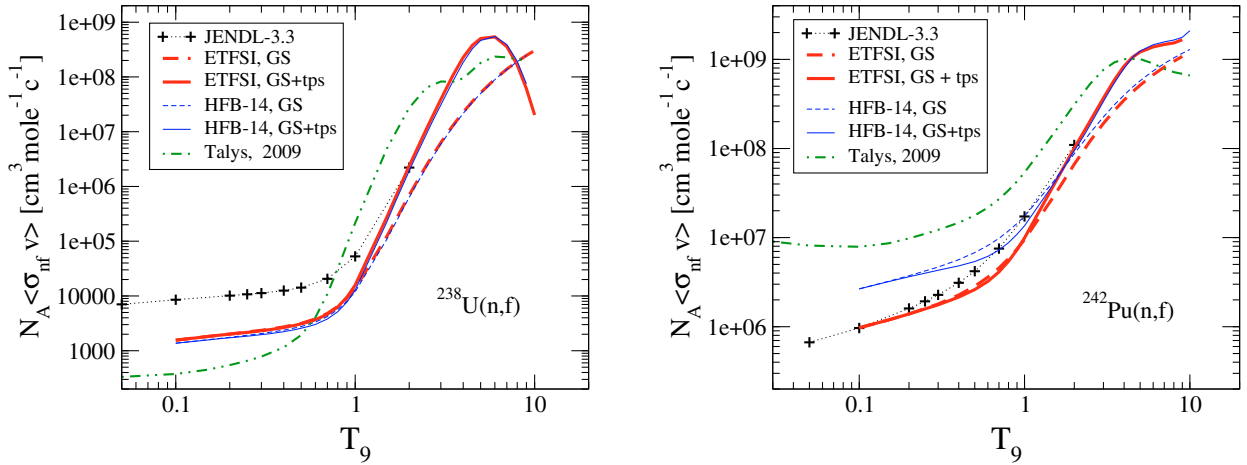 1e+09
1e+08
1e+07
1e+06
1e+05
10000
1000
N_A <σ_nf v> [cm^3 mole^-1 c^-1]
JENDL-3.3
ETFSI, GS
ETFSI, GS+tps
HFB-14, GS
HFB-14, GS+tps
Talys, 2009
^238U(n,f)
0.1 1 10
T_9
1e+09
1e+08
1e+07
1e+06
N_A <σ_nf v> [cm^3 mole^-1 c^-1]
JENDL-3.3
ETFSI, GS
ETFSI, GS + tps
HFB-14, GS
HFB-14, GS+tps
Talys, 2009
^242Pu(n,f)
0.1 1 10
T_9